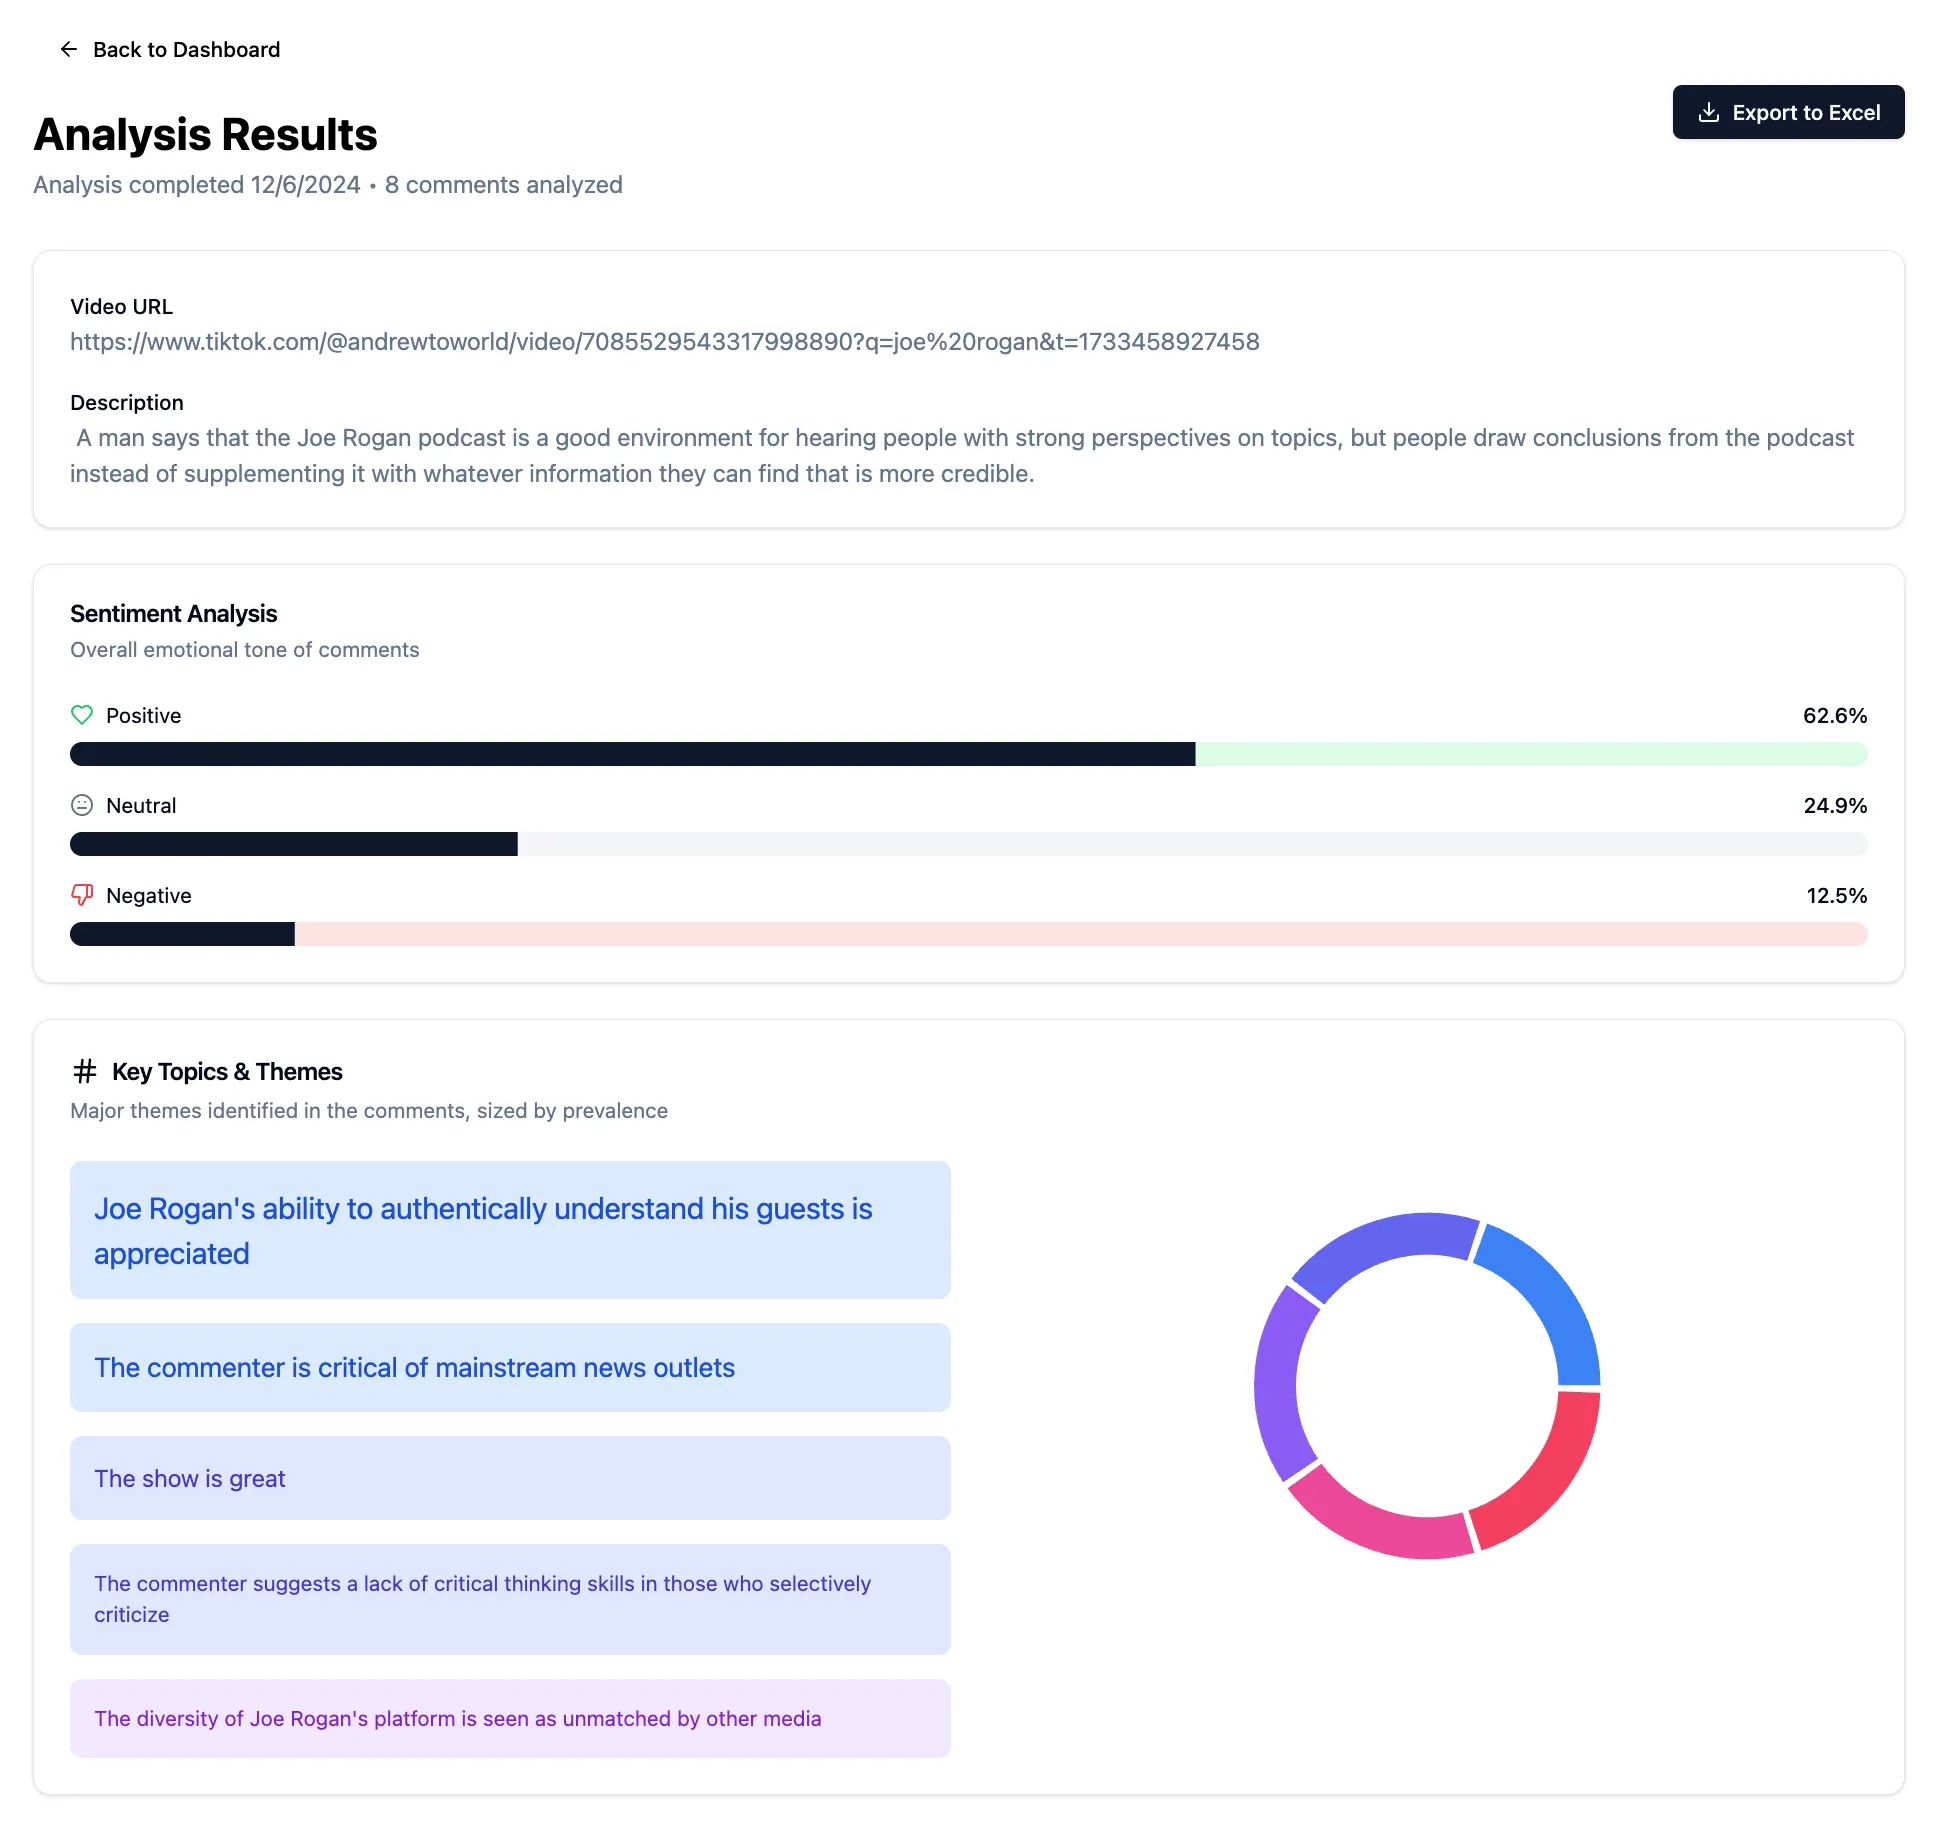 Back to Dashboard
Export to Excel
Analysis Results
Analysis completed 12/6/2024 • 8 comments analyzed
Video URL
https://www.tiktok.com/@andrewtoworld/video/7085529543317998890?q=joe%20rogan&t=1733458927458
Description
A man says that the Joe Rogan podcast is a good environment for hearing people with strong perspectives on topics, but people draw conclusions from the podcast
instead of supplementing it with whatever information they can find that is more credible.
Sentiment Analysis
Overall emotional tone of comments
Positive 62.6%
Neutral 24.9%
Negative 12.5%
# Key Topics & Themes
Major themes identified in the comments, sized by prevalence
Joe Rogan's ability to authentically understand his guests is
appreciated
The commenter is critical of mainstream news outlets
The show is great
The commenter suggests a lack of critical thinking skills in those who selectively
criticize
The diversity of Joe Rogan's platform is seen as unmatched by other media